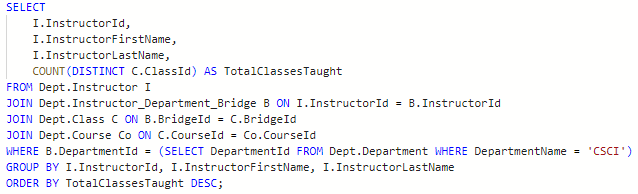 SELECT
I.InstructorId,
I.InstructorFirstName,
I.InstructorLastName,
COUNT(DISTINCT C.ClassId) AS TotalClassesTaught
FROM Dept.Instructor I
JOIN Dept.Instructor_Department_Bridge B ON I.InstructorId = B.InstructorId
JOIN Dept.Class C ON B.BridgeId = C.BridgeId
JOIN Dept.Course Co ON C.CourseId = Co.CourseId
WHERE B.DepartmentId = (SELECT DepartmentId FROM Dept.Department WHERE DepartmentName = 'CSCI')
GROUP BY I.InstructorId, I.InstructorFirstName, I.InstructorLastName
ORDER BY TotalClassesTaught DESC;